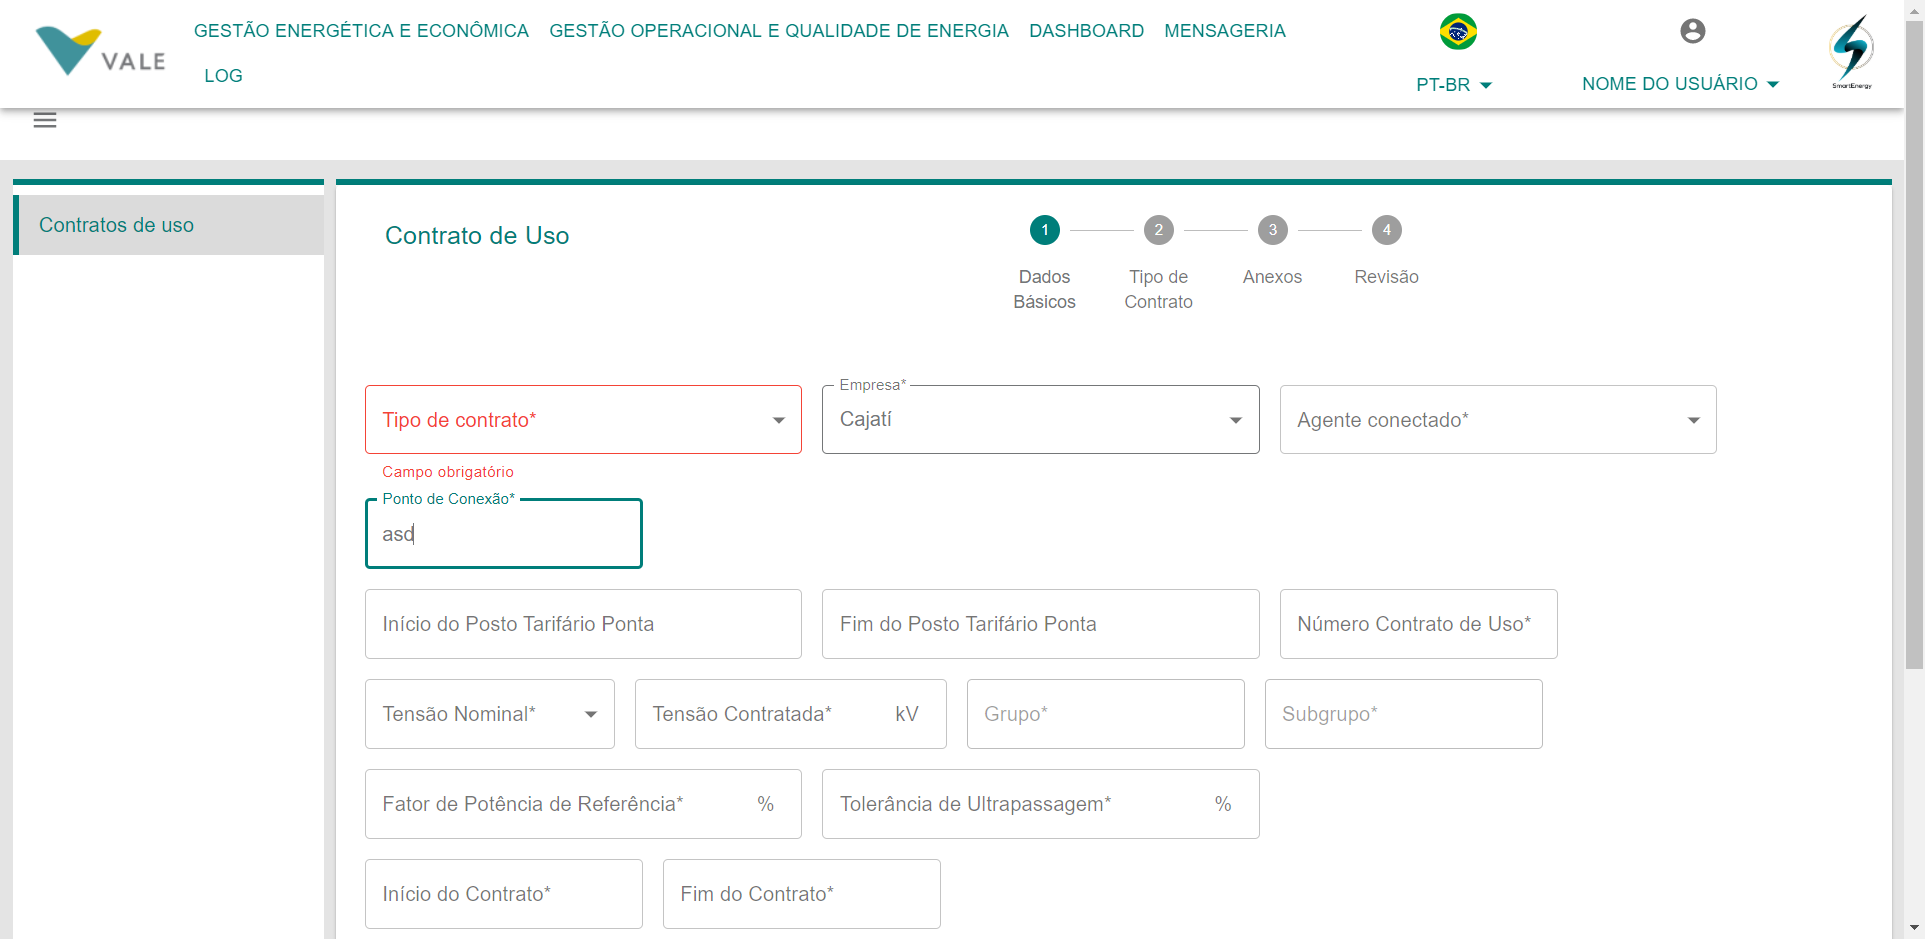 VALE
GESTÃO ENERGÉTICA E ECONÔMICA
GESTÃO OPERACIONAL E QUALIDADE DE ENERGIA
DASHBOARD
MENSAGERIA
LOG
PT-BR
NOME DO USUÁRIO
SmartEnergy
Contratos de uso
Contrato de Uso
1
2
3
4
Dados
Básicos
Tipo de
Contrato
Anexos
Revisão
Tipo de contrato*
Campo obrigatório
Empresa*
Cajatí
Agente conectado*
Ponto de Conexão*
asd
Início do Posto Tarifário Ponta
Fim do Posto Tarifário Ponta
Número Contrato de Uso*
Tensão Nominal*
Tensão Contratada*
kV
Grupo*
Subgrupo*
Fator de Potência de Referência*
%
Tolerância de Ultrapassagem*
%
Início do Contrato*
Fim do Contrato*